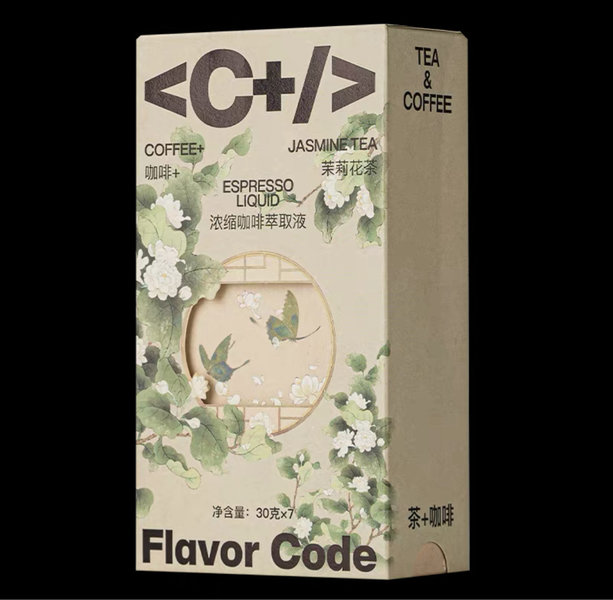 <C+/>
COFFEE+
咖啡+
JASMINE TEA
茉莉花茶
ESPRESSO
LIQUID
浓缩咖啡萃取液
净含量：30克×7
Flavor Code
TEA
&
COFFEE
茶+咖啡